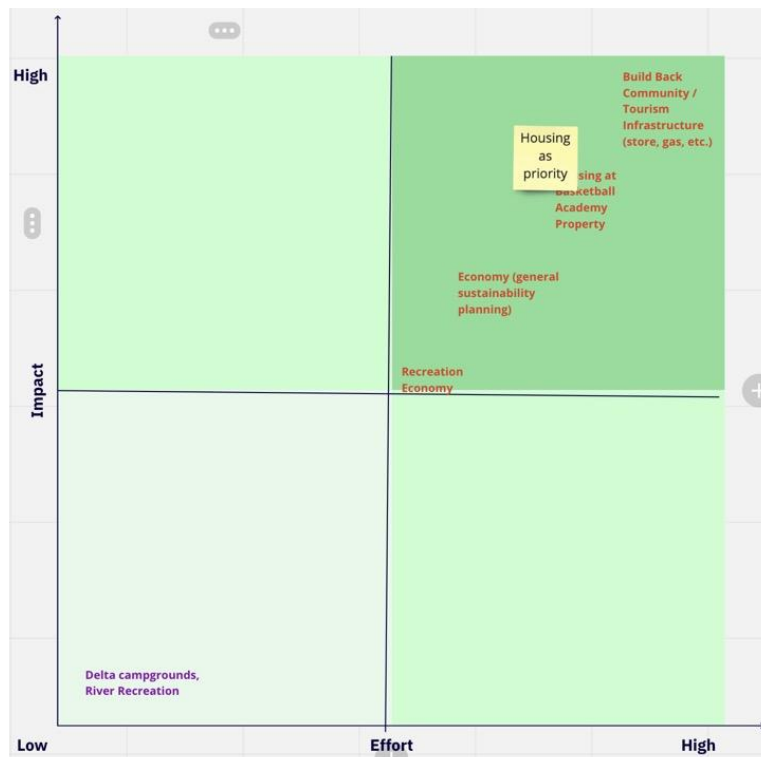 High
Build Back
Community /
Tourism
Infrastructure
(store, gas, etc.)
Housing
as
priority
sing at
Basketball
Academy
Property
Economy (general
sustainability
planning)
Recreation
Economy
Impact
Delta campgrounds,
River Recreation
Low
Effort
High